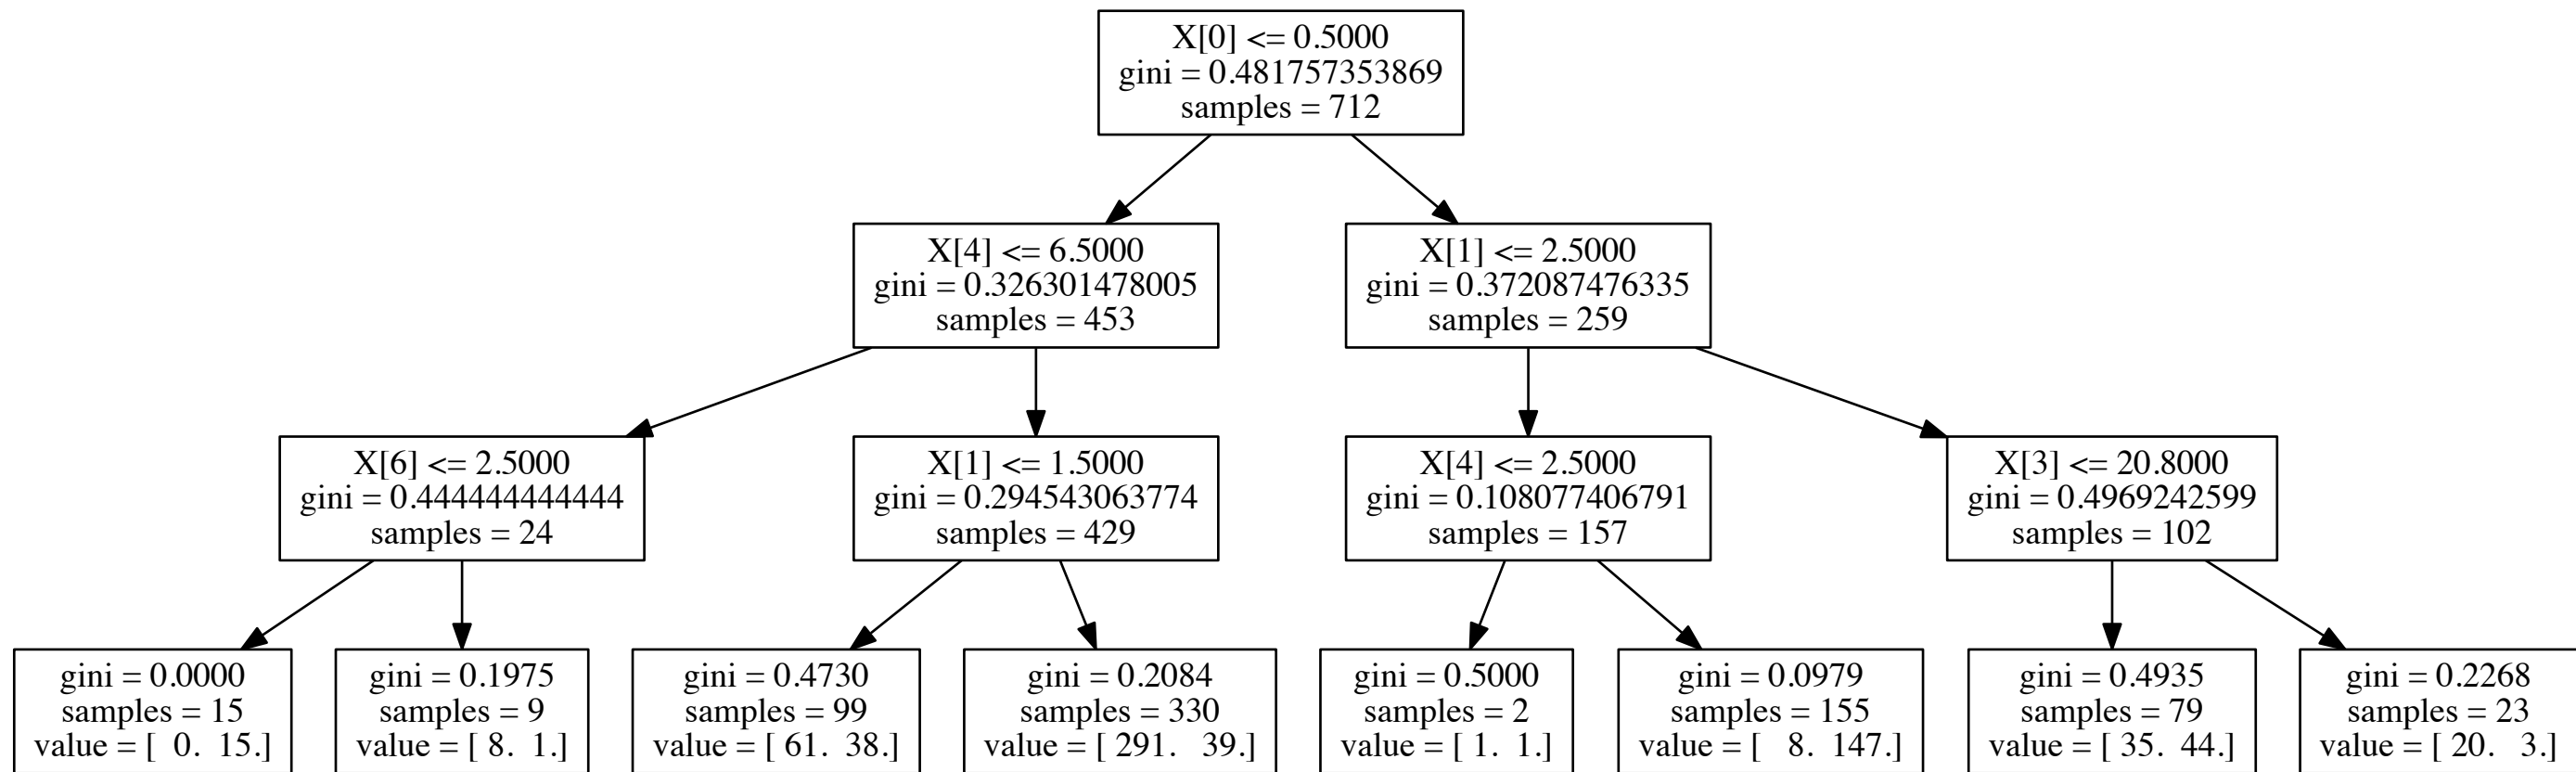 X[0] <= 0.5000
gini = 0.481757353869
samples = 712
X[4] <= 6.5000
gini = 0.326301478005
samples = 453
X[1] <= 2.5000
gini = 0.372087476335
samples = 259
X[6] <= 2.5000
gini = 0.444444444444
samples = 24
X[1] <= 1.5000
gini = 0.294543063774
samples = 429
X[4] <= 2.5000
gini = 0.108077406791
samples = 157
X[3] <= 20.8000
gini = 0.4969242599
samples = 102
gini = 0.0000
samples = 15
value = [  0.  15.]
gini = 0.1975
samples = 9
value = [ 8.  1.]
gini = 0.4730
samples = 99
value = [ 61.  38.]
gini = 0.2084
samples = 330
value = [ 291.   39.]
gini = 0.5000
samples = 2
value = [ 1.  1.]
gini = 0.0979
samples = 155
value = [   8.  147.]
gini = 0.4935
samples = 79
value = [ 35.  44.]
gini = 0.2268
samples = 23
value = [ 20.   3.]